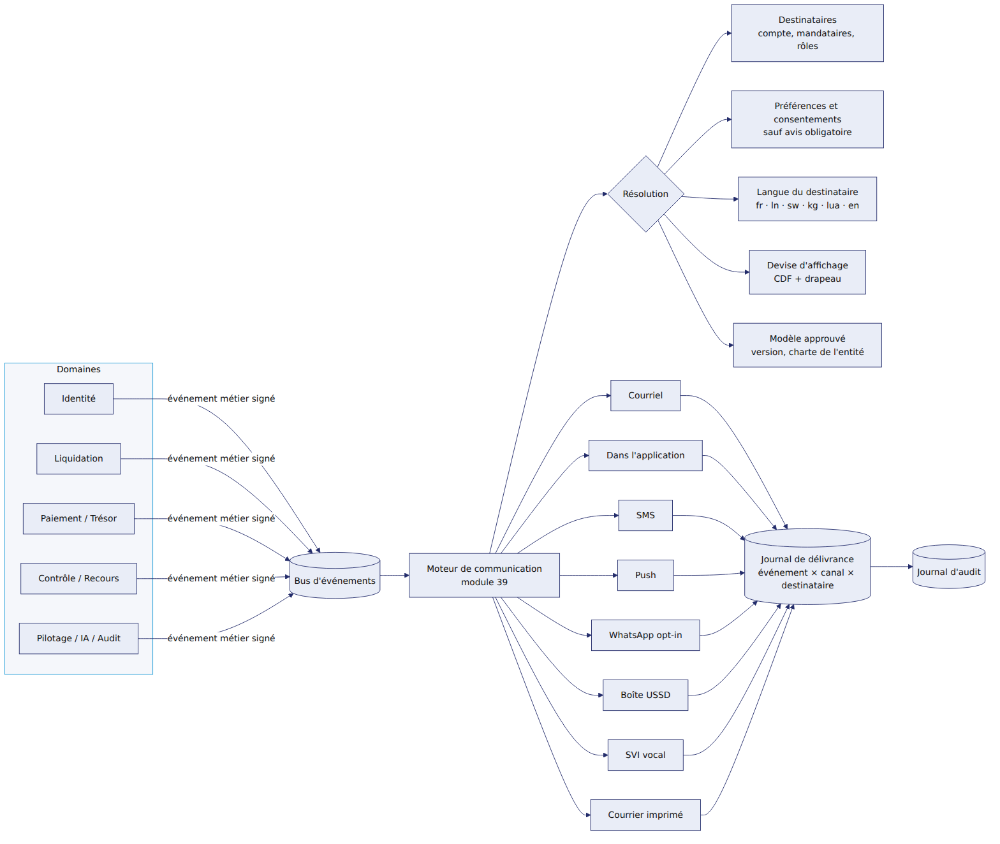 Domaines
Identité
Liquidation
Paiement / Trésor
Contrôle / Recours
Pilotage / IA / Audit
événement métier signé
événement métier signé
événement métier signé
événement métier signé
événement métier signé
Bus d'événements
Moteur de communication
module 39
Résolution
Destinataires
compte, mandataires,
rôles
Préférences et
consentements
sauf avis obligatoire
Langue du destinataire
fr · ln · sw · kg · lua · en
Devise d'affichage
CDF + drapeau
Modèle approuvé
version, charte de l'entité
Courriel
Dans l'application
SMS
Push
WhatsApp opt-in
Boîte USSD
SVI vocal
Courrier imprimé
Journal de délivrance
événement × canal ×
destinataire
Journal d'audit